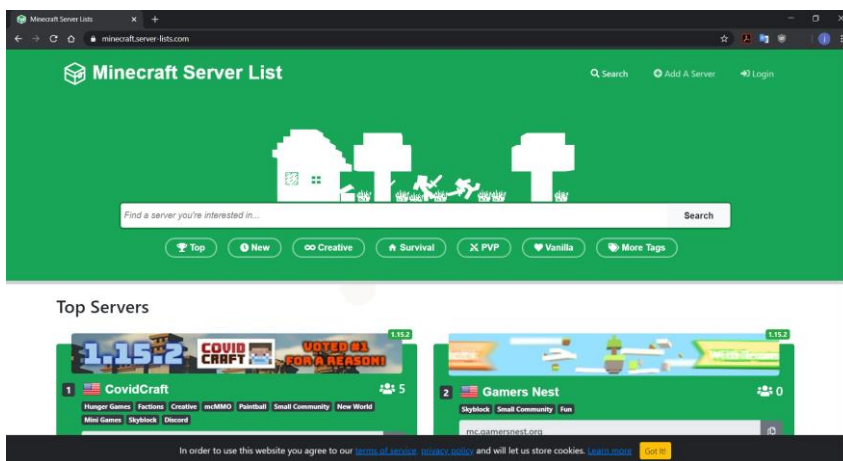 Minecraft Server Lists
minecraft.server-lists.com
Minecraft Server List
Search
Add A Server
Login
Find a server you're interested in...
Search
Top
New
Creative
Survival
PVP
Vanilla
More Tags
Top Servers
1.15.2
1.15.2
COVID
CRAFT
VOTED #1
FOR A REASON!
1
CovidCraft
5
Hunger Games Factions Creative mcMMO Paintball Small Community New World
Mini Games Skyblock Discord
1.15.2
2
Gamers Nest
0
Skyblock Small Community Fun
mc.gamersnest.org
In order to use this website you agree to our terms of service, privacy policy and will let us store cookies. Learn more
Got It!